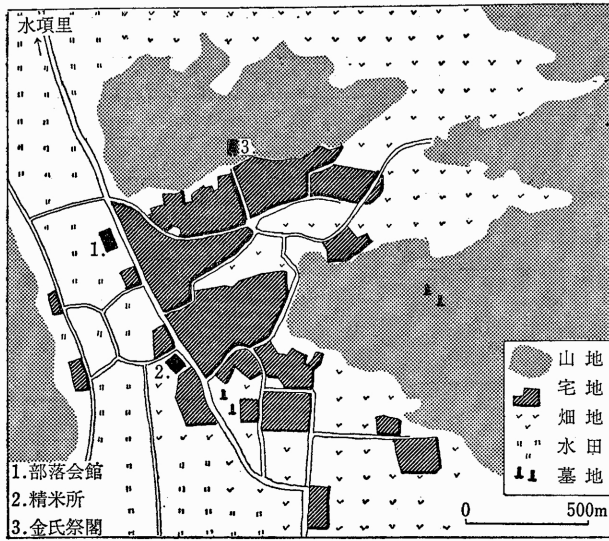 水項里
3
1.
2.
1.部落会館
2.精米所
3.金氏祭閣
山地
宅地
畑地
水田
墓地
0 500m